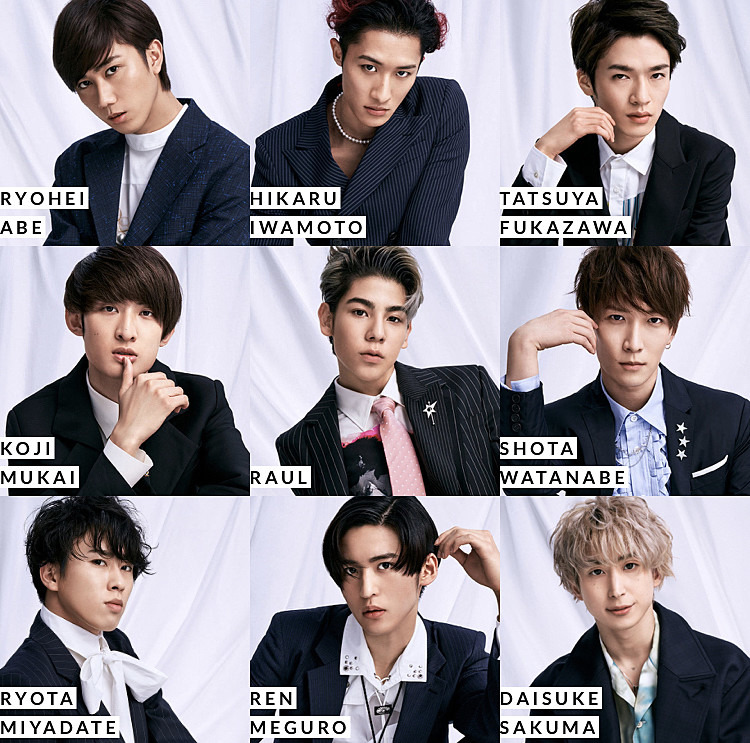 RYOHEI
ABE
HIKARU
IWAMOTO
TATSUYA
FUKAZAWA
KOJI
MUKAI
RAUL
SHOTA
WATANABE
RYOTA
MIYADATE
REN
MEGURO
DAISUKE
SAKUMA